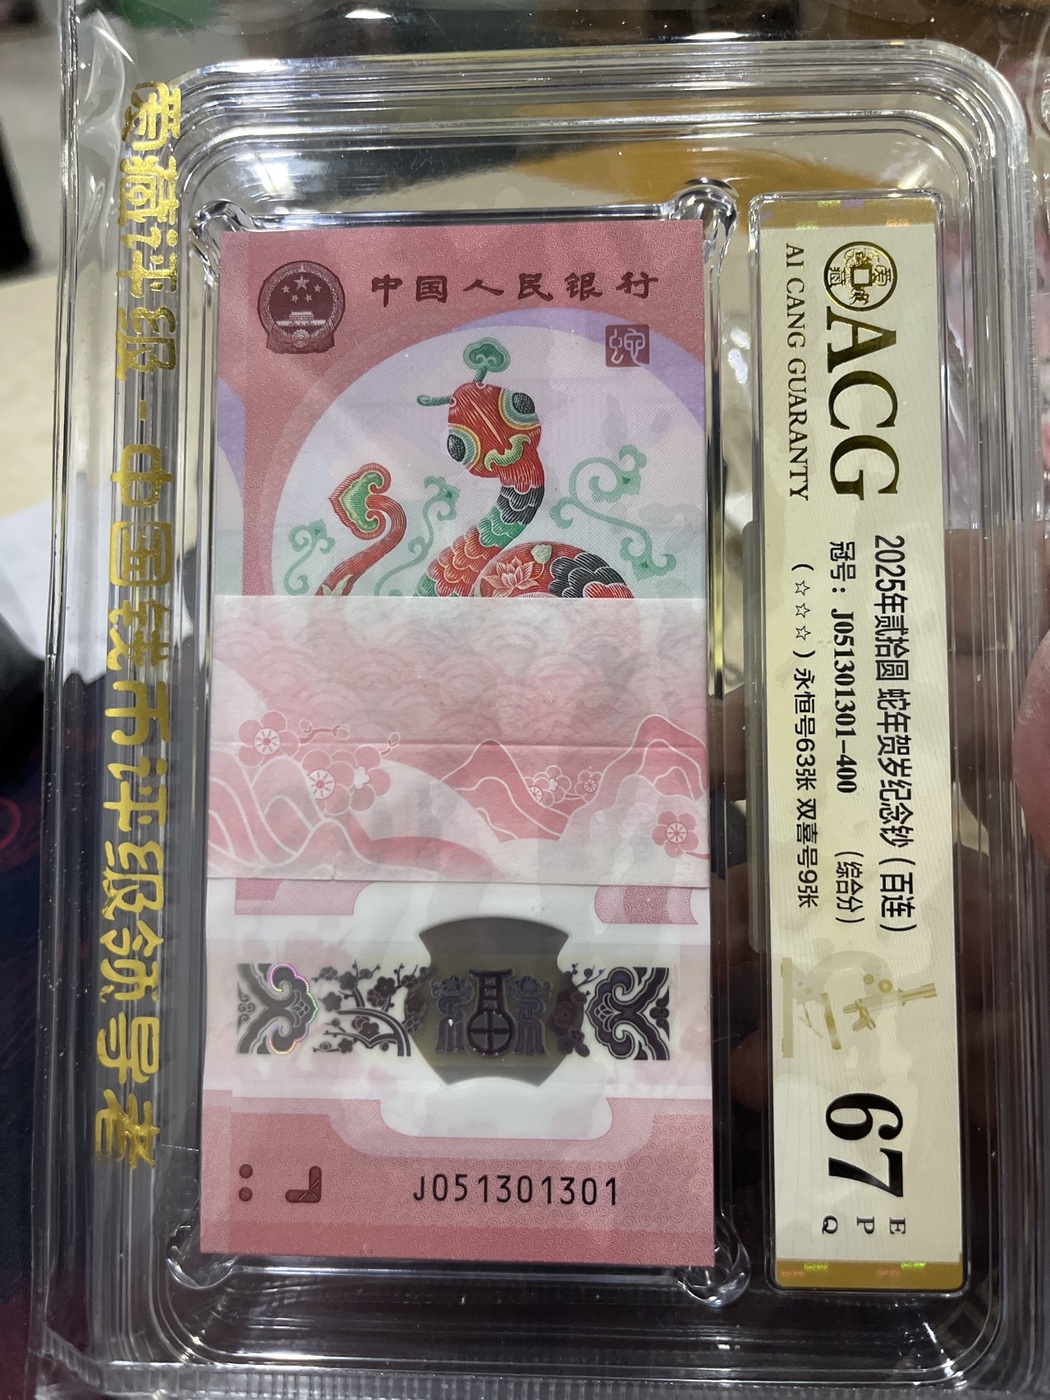 爱藏评级 - 中国钱币评级领导者
中国人民银行
蛇
福
J051301301
ACG
AI CANG GUARANTY
2025年贰拾圆 蛇年贺岁纪念钞（百连）
冠号：J051301301-400 （综合分）
（☆☆☆）永恒号63张 双喜号9张
67
E
P
Q